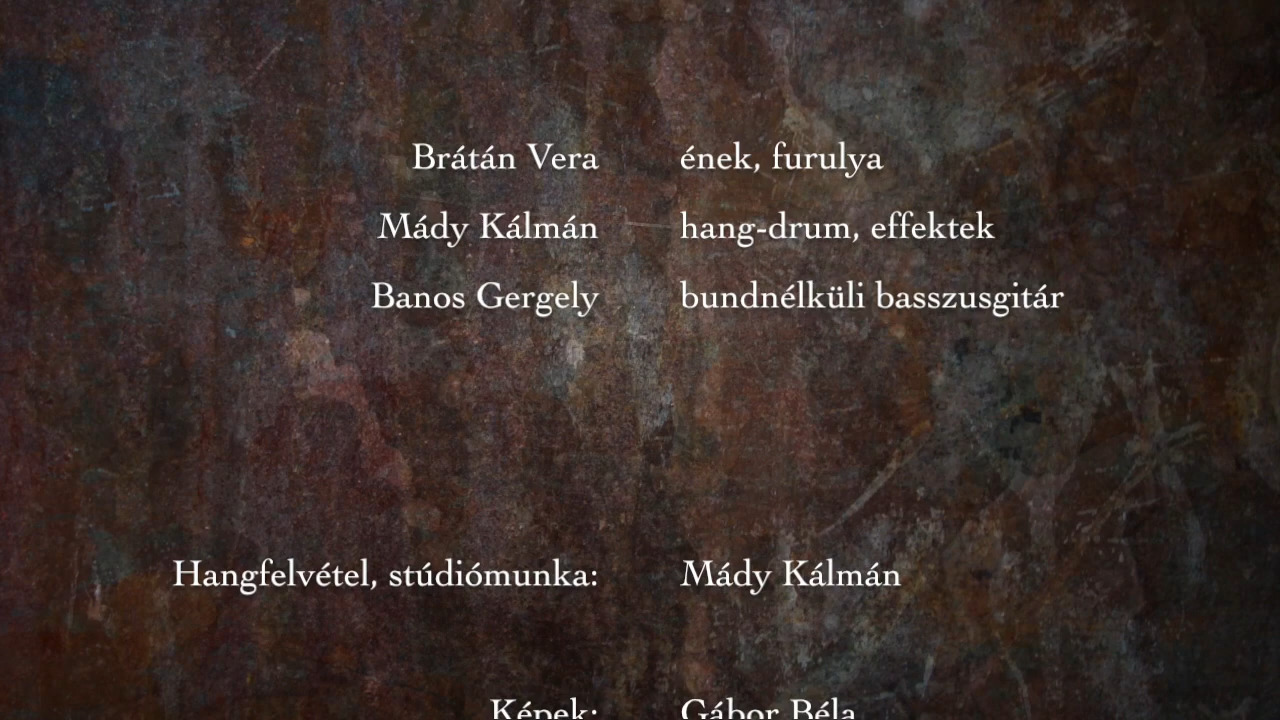 Brátán Vera ének, furulya
Mády Kálmán hang-drum, effektek
Banos Gergely bundnélküli basszusgitár
Hangfelvétel, stúdiómunka: Mády Kálmán
Képek: Gábor Béla